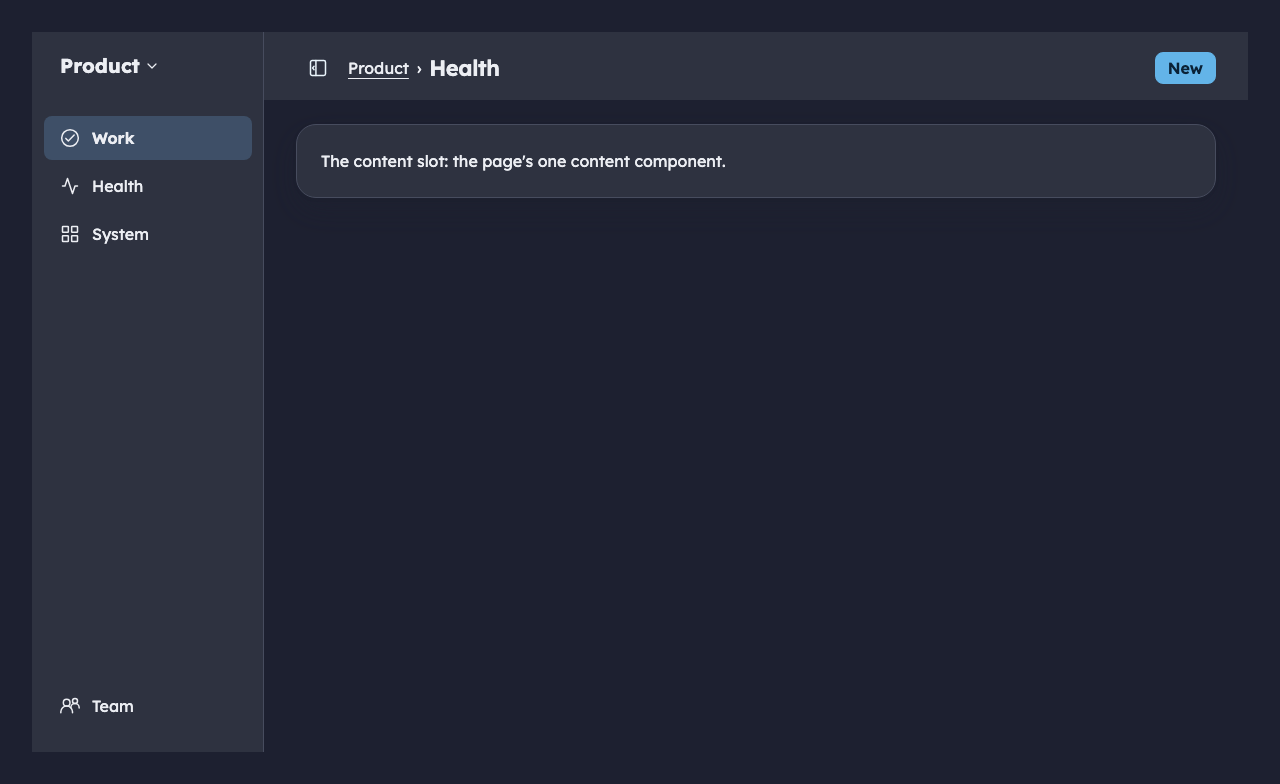 Product
Work
Health
System
Team
Product › Health
New
The content slot: the page's one content component.